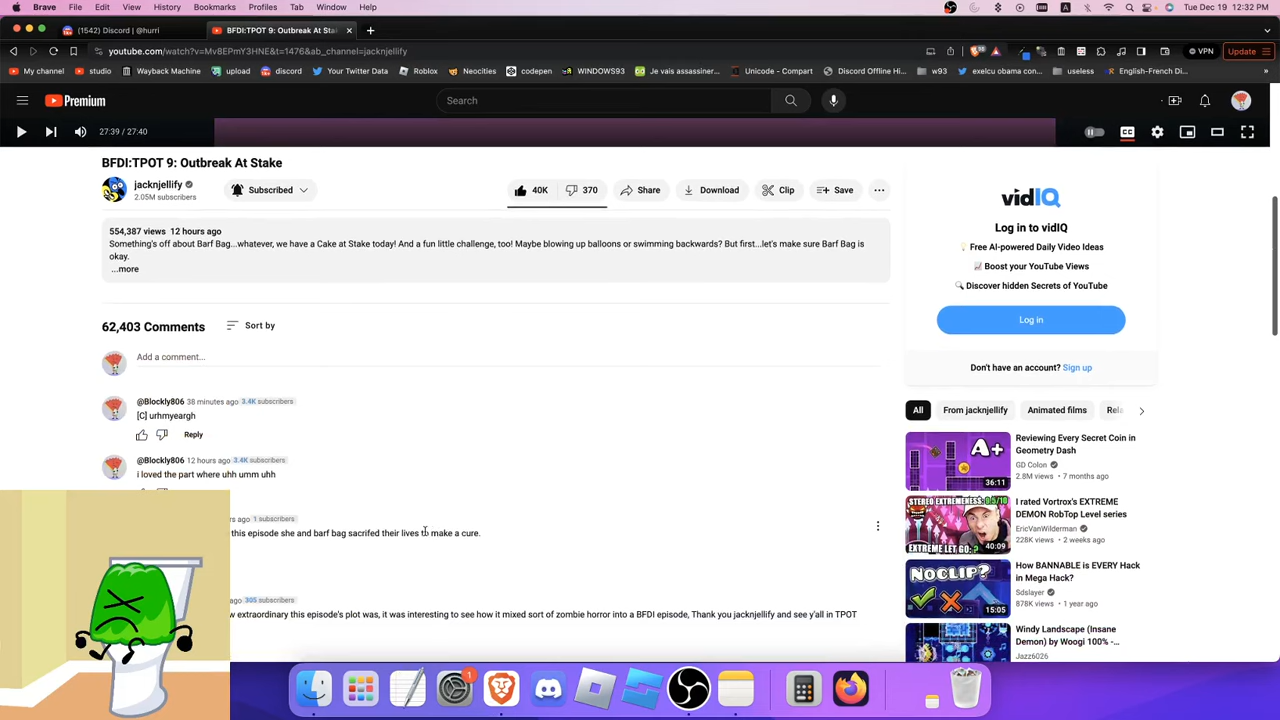 Brave File Edit View History Bookmarks Profiles Tab Window Help Tue Dec 19 12:32 PM
(1542) Discord | @hurri BFDI:TPOT 9: Outbreak At Sta
youtube.com/watch?v=Mv8EPmY3HNE&t=1476&ab_channel=jacknjellify VPN Update
My channel studio Wayback Machine upload discord Your Twitter Data Roblox Neocities codepen WINDOWS93 Je vais assassiner... Unicode - Compart Discord Offline Hi... w93 exelcu obama con... useless English-French Di... »
Premium Search
27:39 / 27:40 CC
BFDI:TPOT 9: Outbreak At Stake
jacknjellify
2.05M subscribers
Subscribed 40K 370 Share Download Clip Save ...
554,387 views 12 hours ago
Something's off about Barf Bag...whatever, we have a Cake at Stake today! And a fun little challenge, too! Maybe blowing up balloons or swimming backwards? But first...let's make sure Barf Bag is
okay.
...more
62,403 Comments Sort by
Add a comment...
@Blockly806 38 minutes ago 3.4K subscribers
[C] urhmyeargh
Reply
@Blockly806 12 hours ago 3.4K subscribers
i loved the part where uhh umm uhh
rs ago 1 subscribers
this episode she and barf bag sacrifed their lives to make a cure.
ago 305 subscribers
w extraordinary this episode's plot was, it was interesting to see how it mixed sort of zombie horror into a BFDI episode, Thank you jacknjellify and see y'all in TPOT
vidIQ
Log in to vidIQ
Free AI-powered Daily Video Ideas
Boost your YouTube Views
Discover hidden Secrets of YouTube
Log in
Don't have an account? Sign up
All From jacknjellify Animated films Rela
A+
36:11
Reviewing Every Secret Coin in
Geometry Dash
GD Colon
2.8M views • 7 months ago
EXTREME LET GO:
40:09
I rated Vortrox's EXTREME
DEMON RobTop Level series
EricVanWilderman
228K views • 2 weeks ago
NOCLIP?
15:05
How BANNABLE is EVERY Hack
in Mega Hack?
Sdslayer
878K views • 1 year ago
Windy Landscape (Insane
Demon) by Woogi 100% -...
Jazz6026
1